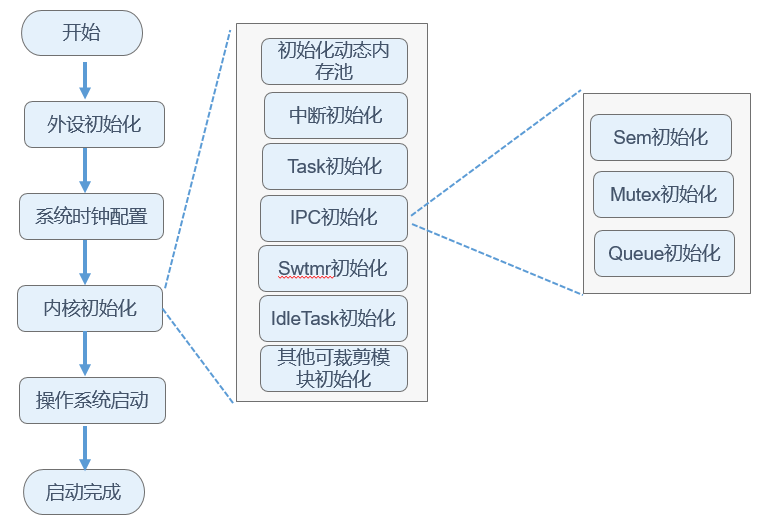 开始
外设初始化
系统时钟配置
内核初始化
操作系统启动
启动完成
初始化动态内
存池
中断初始化
Task初始化
IPC初始化
Swtmr初始化
IdleTask初始化
其他可裁剪模
块初始化
Sem初始化
Mutex初始化
Queue初始化